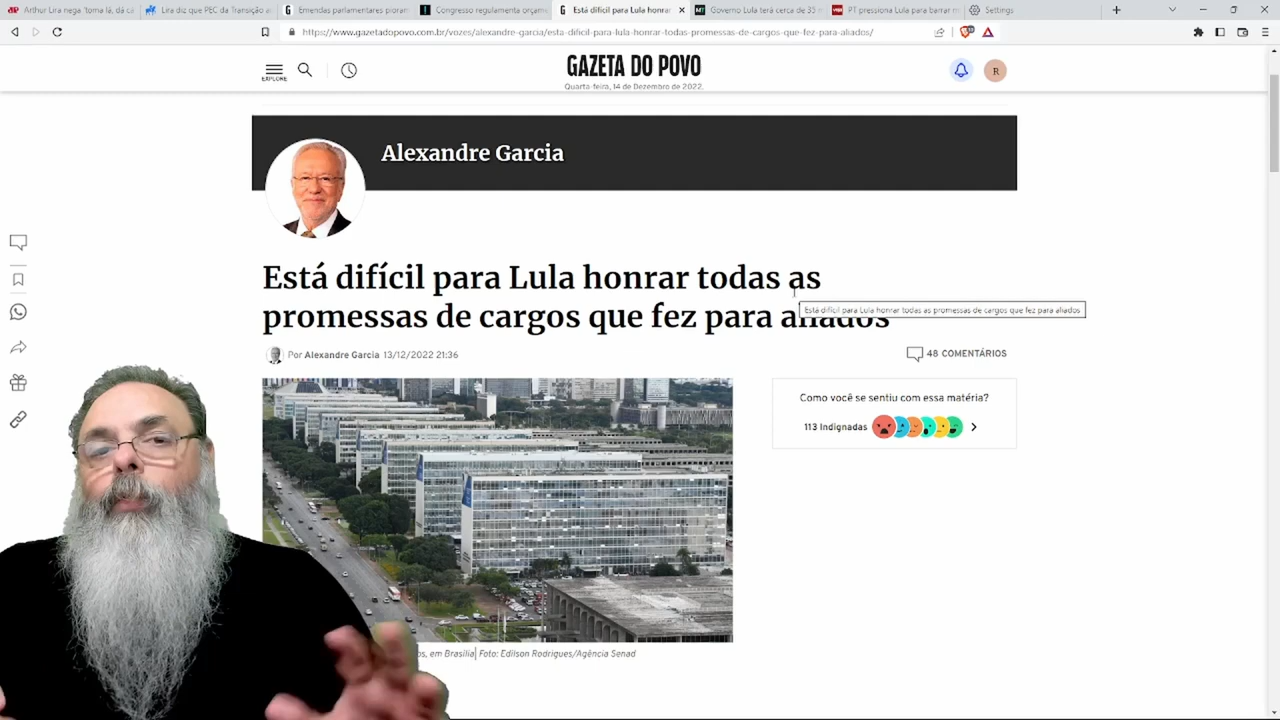 Arthur Lira nega 'toma lá, dá cá
Lira diz que PEC da Transição a
Emendas parlamentares pioram
Congresso regulamenta orçame
Está difícil para Lula honrar
Governo Lula terá cerca de 35 m
PT pressiona Lula para barrar m
Settings
https://www.gazetadopovo.com.br/vozes/alexandre-garcia/esta-dificil-para-lula-honrar-todas-promessas-de-cargos-que-fez-para-aliados/
EXPLORE
GAZETA DO POVO
Quarta-feira, 14 de Dezembro de 2022.
R
Alexandre Garcia
Está difícil para Lula honrar todas as
promessas de cargos que fez para aliados
Está difícil para Lula honrar todas as promessas de cargos que fez para aliados
Por Alexandre Garcia 13/12/2022 21:36
48 COMENTÁRIOS
Como você se sentiu com essa matéria?
113 Indignadas
os, em Brasília| Foto: Edilson Rodrigues/Agência Senad